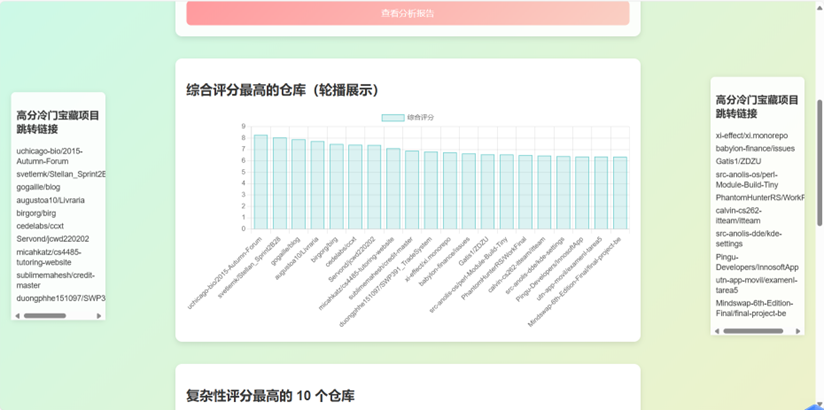 查看分析报告
高分冷门宝藏项目
跳转链接
uchicago-bio/2015-
Autumn-Forum
svetlemk/Stellan_Sprint2E
gogaille/blog
augustoa10/Livraria
birgorg/birg
cedelabs/ccxt
Servond/jcwd220202
micahkatz/cs4485-
tutoring-website
sublimemahesh/credit-
master
duongphhe151097/SWP3
综合评分最高的仓库（轮播展示）
综合评分
9
8
7
6
5
4
3
2
1
0
uchicago-bio/2015-Autumn-Forum
svetlemk/Stellan_Sprint2B28
gogaille/blog
augustoa10/Livraria
birgorg/birg
cedelabs/ccxt
Servond/jcwd220202
micahkatz/cs4485-tutoring-website
sublimemahesh/credit-master
duongphhe151097/SWP391_TradeSystem
xi-effect/xi.monorepo
babylon-finance/issues
Gatis1/ZDZU
src-anolis-os/perl-Module-Build-Tiny
PhantomHunterRS/WorkFinal
calvin-cs262-itteam/itteam
src-anolis-dde/kde-settings
Pingu-Developers/InnosoftApp
utn-app-movil/examenI-tarea5
Mindswap-6th-Edition-Final/final-project-be
高分冷门宝藏项目
跳转链接
xi-effect/xi.monorepo
babylon-finance/issues
Gatis1/ZDZU
src-anolis-os/perl-
Module-Build-Tiny
PhantomHunterRS/WorkF
calvin-cs262-
itteam/itteam
src-anolis-dde/kde-
settings
Pingu-
Developers/InnosoftApp
utn-app-movil/examenI-
tarea5
Mindswap-6th-Edition-
Final/final-project-be
复杂性评分最高的 10 个仓库